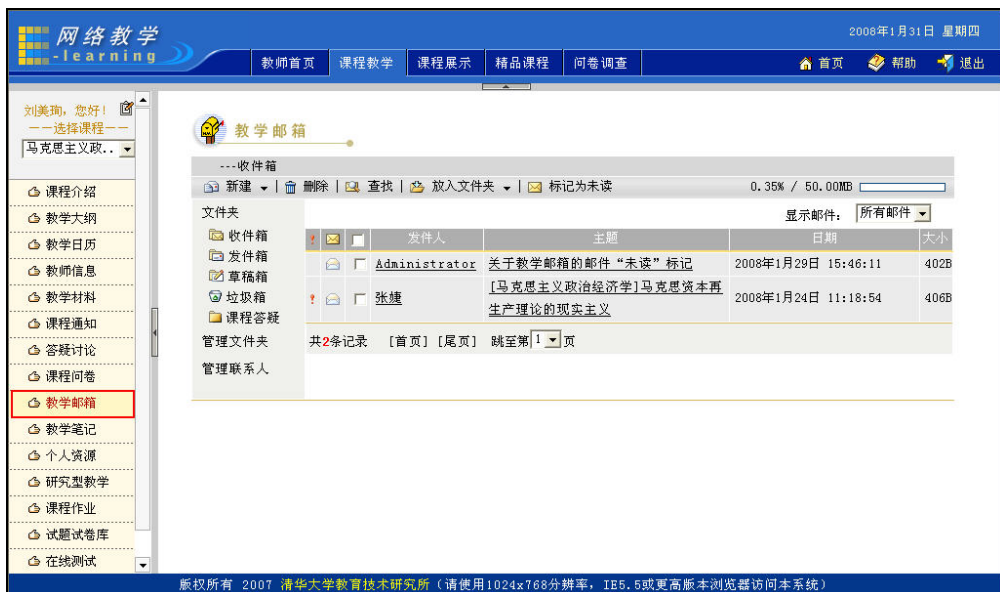 网络教学
-learning
2008年1月31日 星期四
教师首页 课程教学 课程展示 精品课程 问卷调查 首页 帮助 退出
刘美珣,您好!
——选择课程——
马克思主义政..
课程介绍
教学大纲
教学日历
教师信息
教学材料
课程通知
答疑讨论
课程问卷
教学邮箱
教学笔记
个人资源
研究型教学
课程作业
试题试卷库
在线测试
教学邮箱
---收件箱
新建 | 删除 | 查找 | 放入文件夹 | 标记为未读 0.35% / 50.00MB
文件夹
收件箱
发件箱
草稿箱
垃圾箱
课程答疑
管理文件夹
管理联系人
显示邮件: 所有邮件
! 发件人 主题 日期 大小
Administrator 关于教学邮箱的邮件“未读”标记 2008年1月29日 15:46:11 402B
! 张婕 [马克思主义政治经济学]马克思资本再
生产理论的现实主义 2008年1月24日 11:18:54 406B
共2条记录 [首页] [尾页] 跳至第 1 页
版权所有 2007 清华大学教育技术研究所(请使用1024x768分辨率,IE5.5或更高版本浏览器访问本系统)